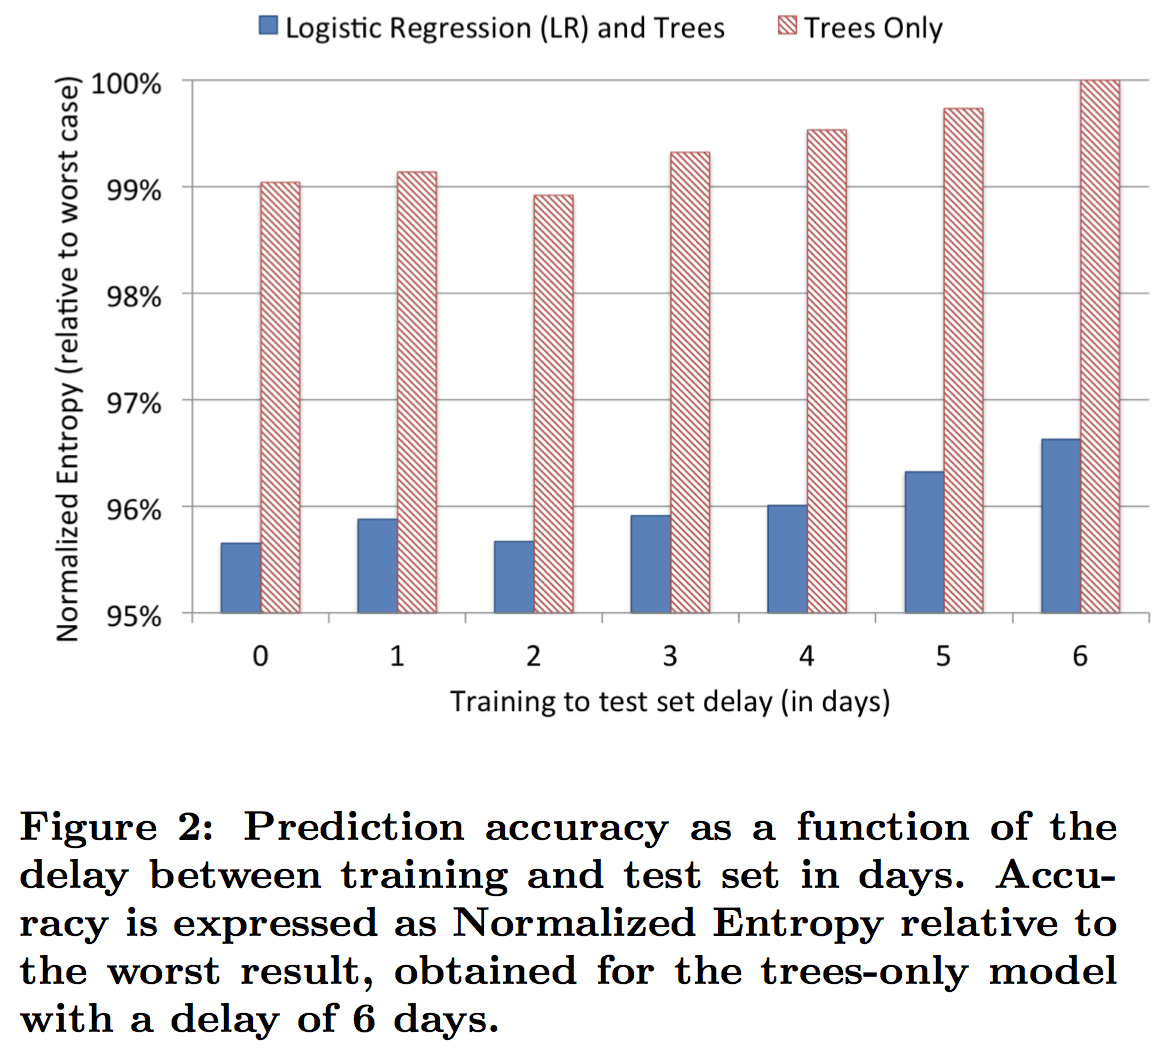 Logistic Regression (LR) and Trees Trees Only
Normalized Entropy (relative to worst case)
100%
99%
98%
97%
96%
95%
0 1 2 3 4 5 6
Training to test set delay (in days)
Figure 2: Prediction accuracy as a function of the
delay between training and test set in days. Accu-
racy is expressed as Normalized Entropy relative to
the worst result, obtained for the trees-only model
with a delay of 6 days.